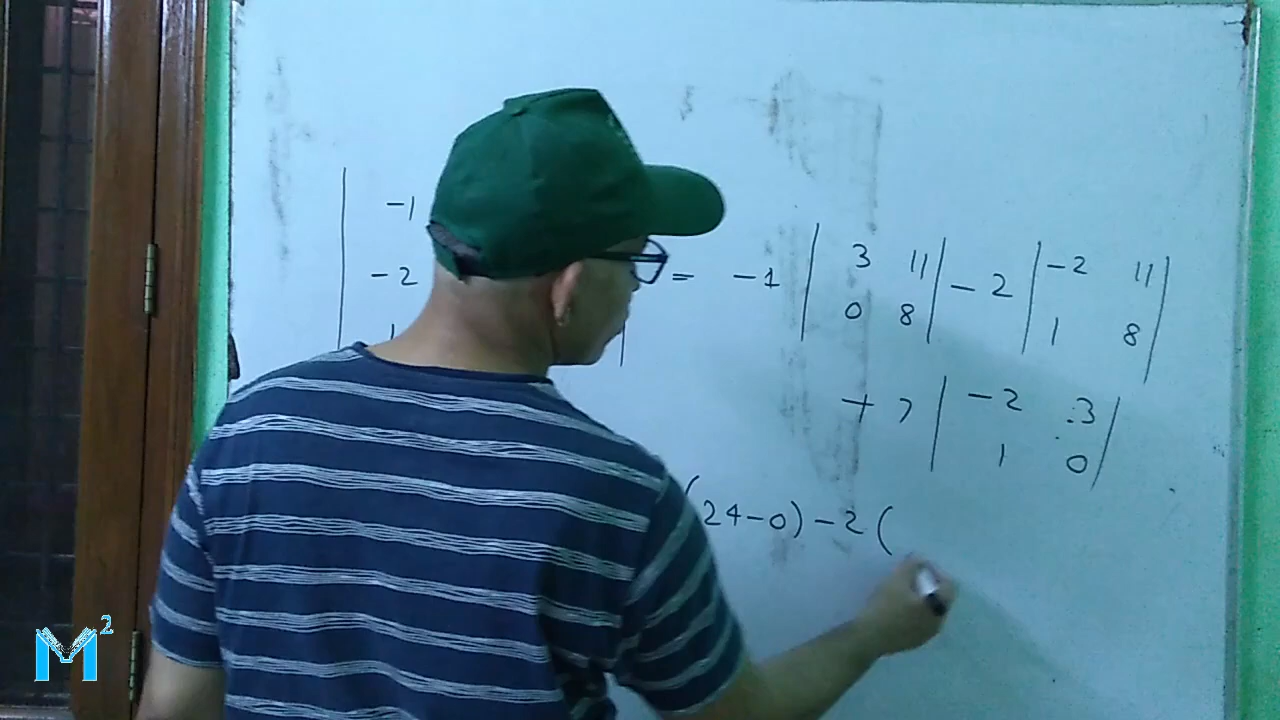 | -1
| -2 | = -1 | 3 11 | - 2 | -2 11 |
| 0 8 | | 1 8 |
+ 7 | -2 3 |
| 1 0 |
(24-0) -2 (
M²